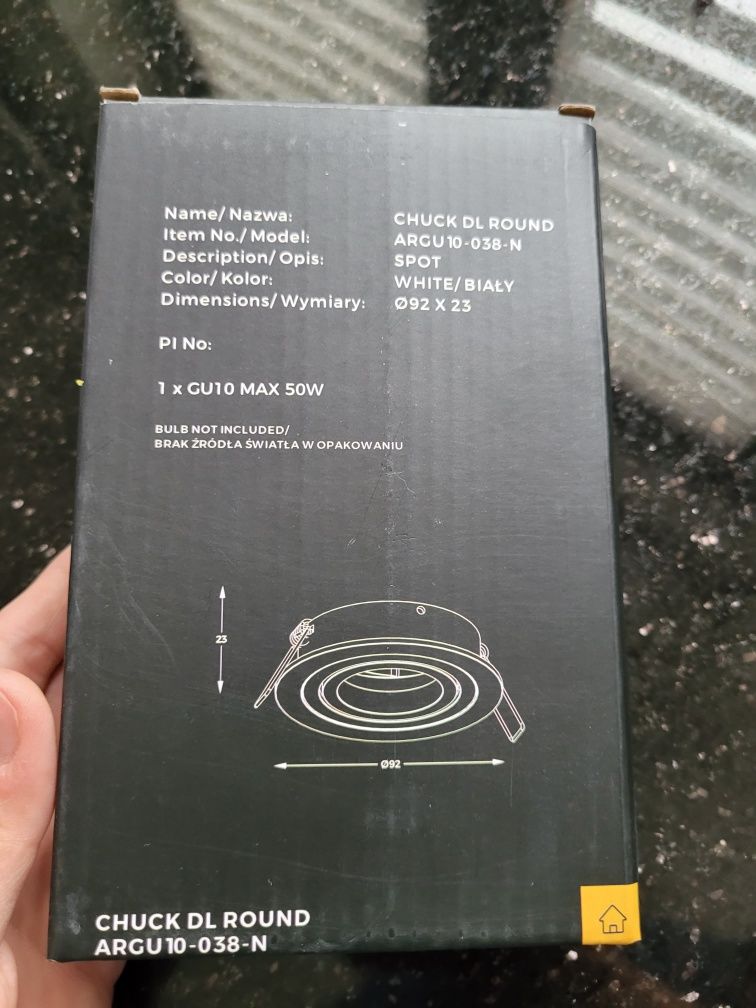 Name/ Nazwa: CHUCK DL ROUND
Item No./ Model: ARGU10-038-N
Description/ Opis: SPOT
Color/ Kolor: WHITE/ BIAŁY
Dimensions/ Wymiary: Ø92 X 23
PI No:
1 x GU10 MAX 50W
BULB NOT INCLUDED/
BRAK ŹRÓDŁA ŚWIATŁA W OPAKOWANIU
23
Ø92
CHUCK DL ROUND
ARGU10-038-N